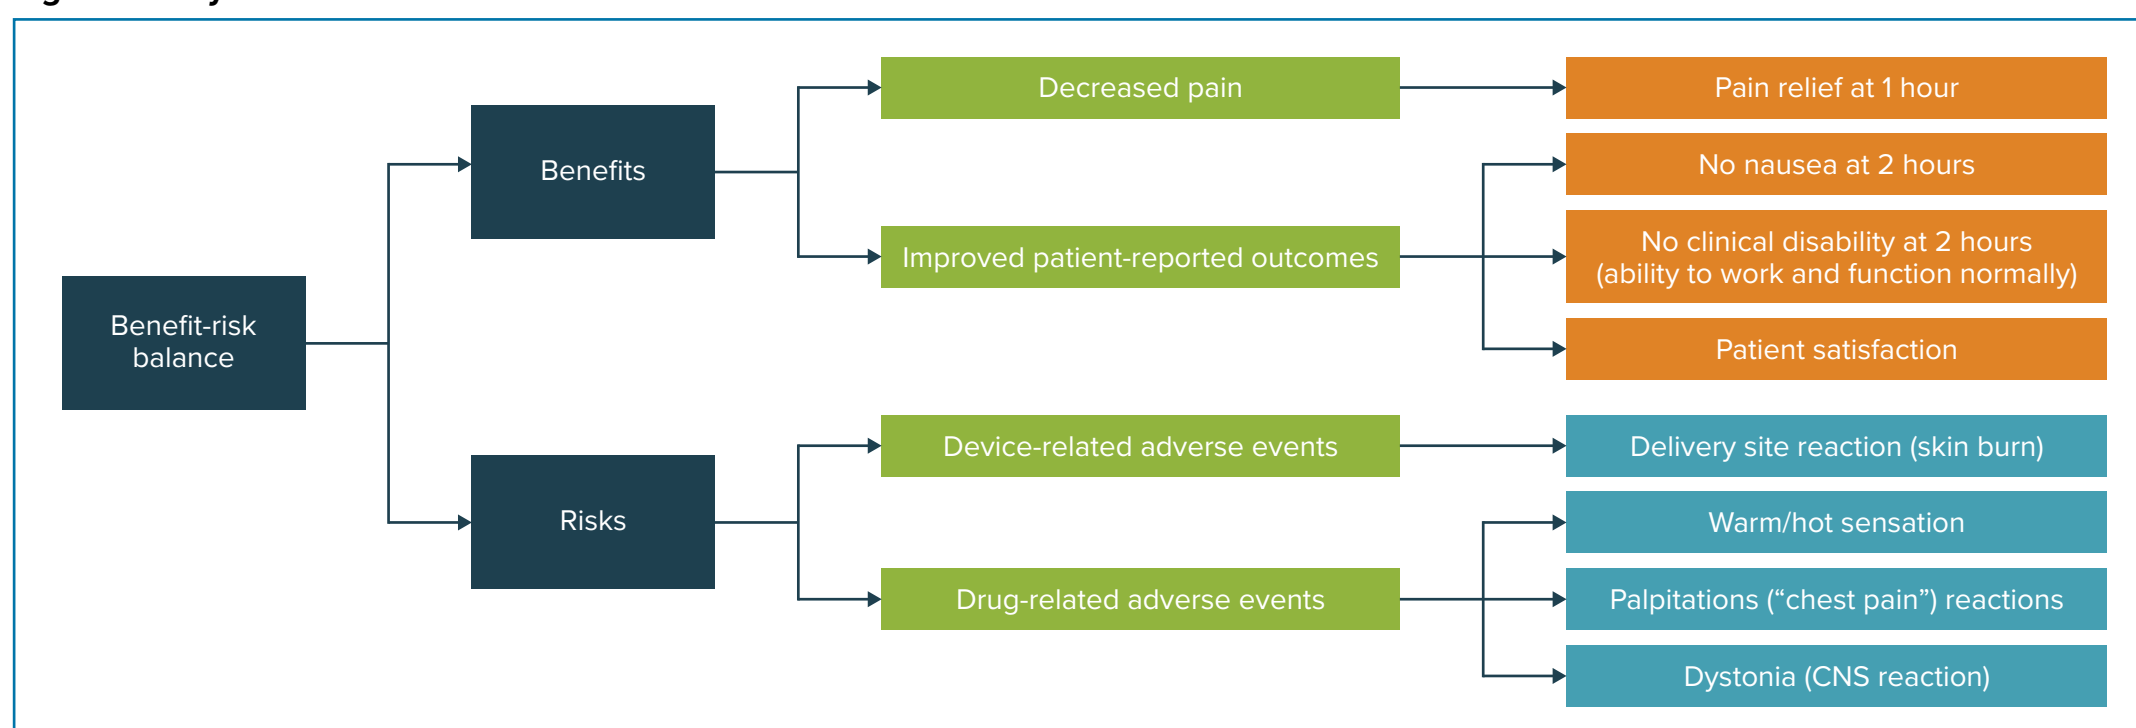 Benefit-risk
balance
Benefits
Risks
Decreased pain
Improved patient-reported outcomes
Device-related adverse events
Drug-related adverse events
Pain relief at 1 hour
No nausea at 2 hours
No clinical disability at 2 hours
(ability to work and function normally)
Patient satisfaction
Delivery site reaction (skin burn)
Warm/hot sensation
Palpitations (“chest pain”) reactions
Dystonia (CNS reaction)